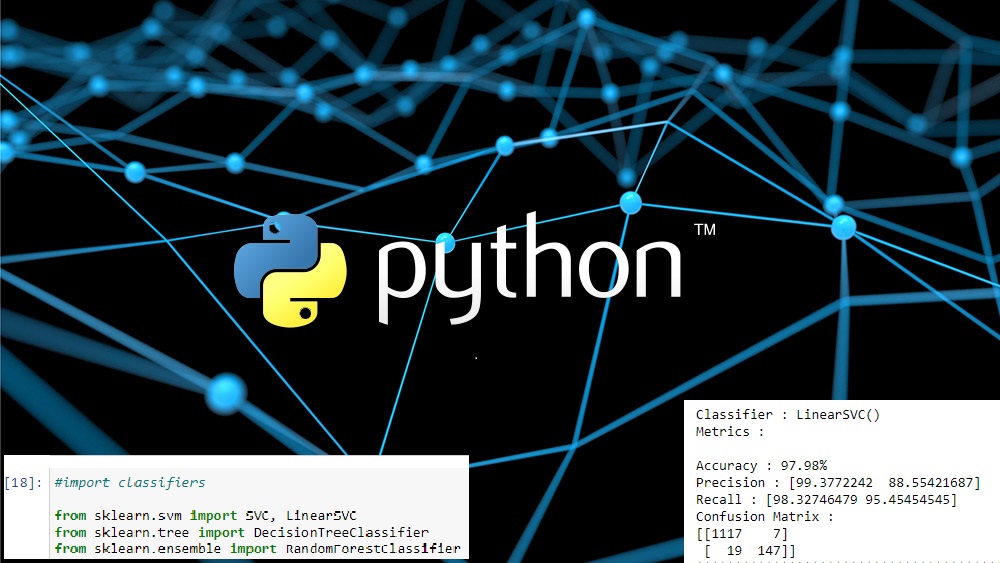 python
TM
[18]: #import classifiers
from sklearn.svm import SVC, LinearSVC
from sklearn.tree import DecisionTreeClassifier
from sklearn.ensemble import RandomForestClassifier
Classifier : LinearSVC()
Metrics :
Accuracy : 97.98%
Precision : [99.3772242  88.55421687]
Recall : [98.32746479 95.45454545]
Confusion Matrix :
[[1117    7]
 [  19  147]]